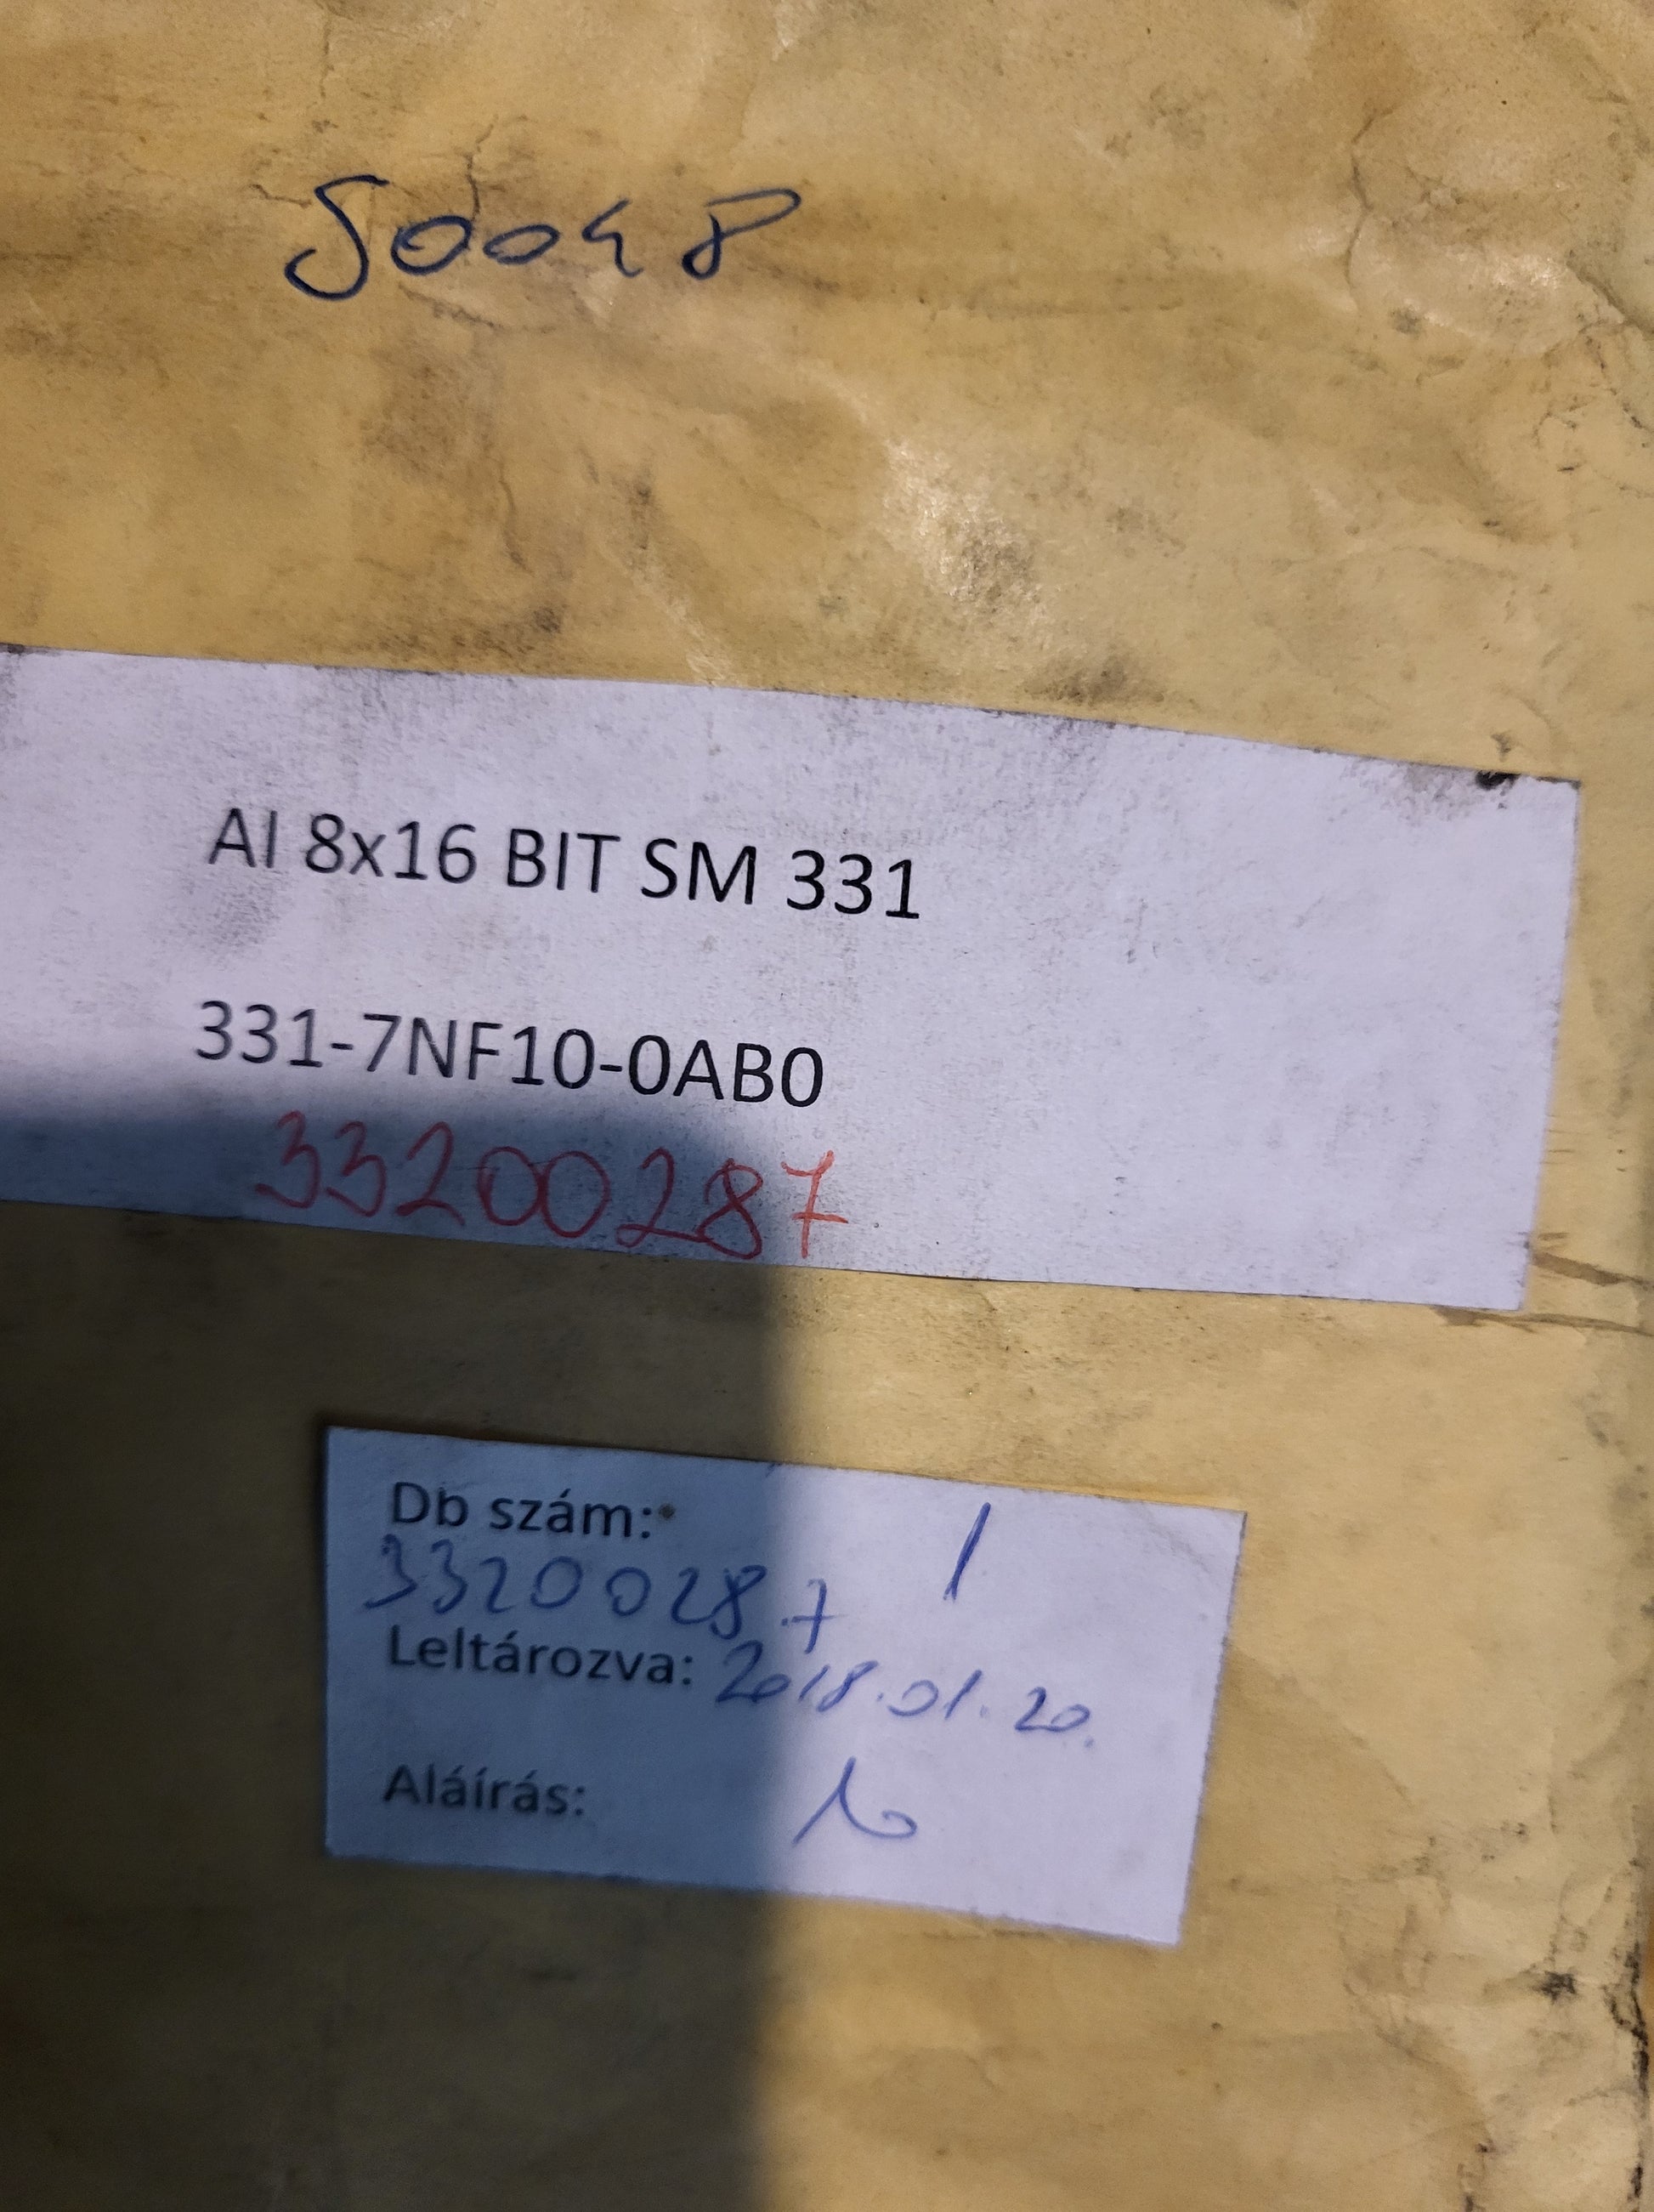 50048
AI 8x16 BIT SM 331
331-7NF10-0AB0
33200287
Db szám: 1
33200287
Leltározva: 2018.01.20.
Aláírás: